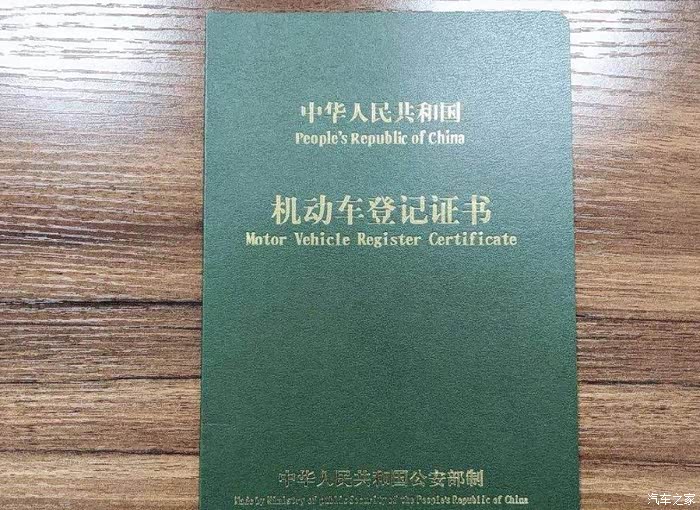 中华人民共和国
People's Republic of China
机动车登记证书
Motor Vehicle Register Certificate
中华人民共和国公安部制
Made by Ministry of public Security of the People's Republic of China
汽车之家